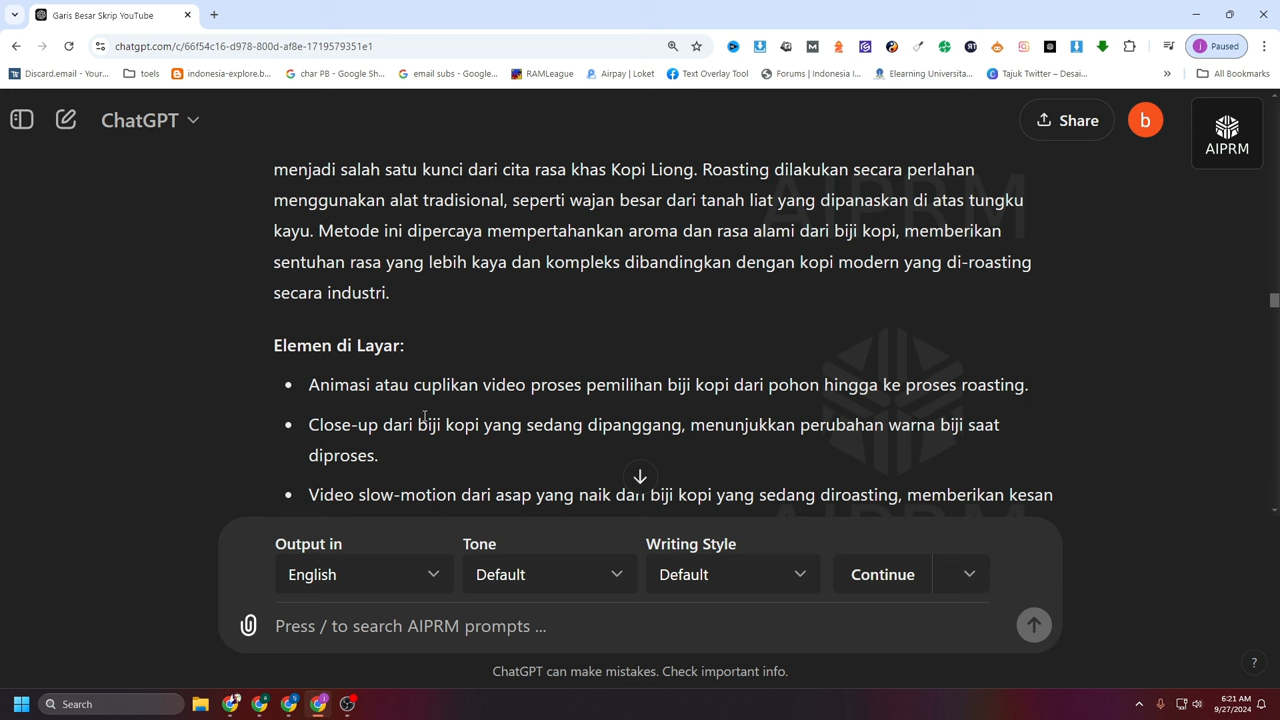 Garis Besar Skrip YouTube
chatgpt.com/c/66f54c16-d978-800d-af8e-1719579351e1
Paused
Discard.email - Your...
toels
indonesia-explore.b...
char PB - Google Sh...
email subs - Google...
RAMLeague
Airpay | Loket
Text Overlay Tool
Forums | Indonesia I...
Elearning Universita...
Tajuk Twitter – Desai...
»
All Bookmarks
ChatGPT
Share
b
AIPRM
menjadi salah satu kunci dari cita rasa khas Kopi Liong. Roasting dilakukan secara perlahan
menggunakan alat tradisional, seperti wajan besar dari tanah liat yang dipanaskan di atas tungku
kayu. Metode ini dipercaya mempertahankan aroma dan rasa alami dari biji kopi, memberikan
sentuhan rasa yang lebih kaya dan kompleks dibandingkan dengan kopi modern yang di-roasting
secara industri.
AIPRM
Elemen di Layar:
• Animasi atau cuplikan video proses pemilihan biji kopi dari pohon hingga ke proses roasting.
• Close-up dari biji kopi yang sedang dipanggang, menunjukkan perubahan warna biji saat
diproses.
• Video slow-motion dari asap yang naik dari biji kopi yang sedang diroasting, memberikan kesan
Output in
Tone
Writing Style
English
Default
Default
Continue
Press / to search AIPRM prompts ...
ChatGPT can make mistakes. Check important info.
?
Search
6:21 AM
9/27/2024